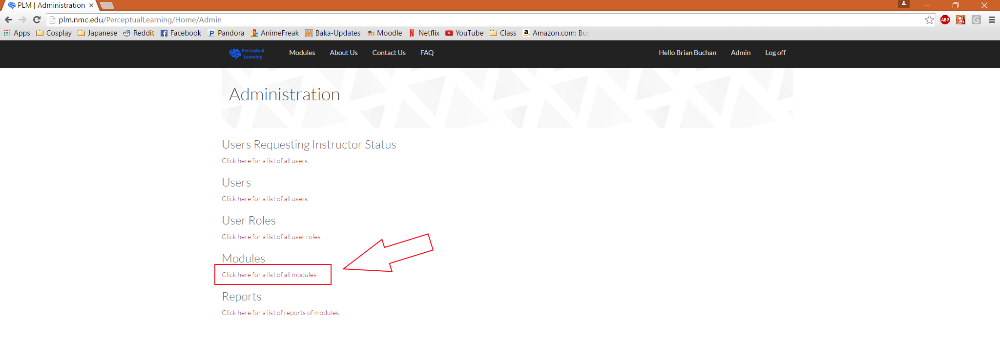 PLM | Administration
plm.nmc.edu/PerceptualLearning/Home/Admin
ABP
G
Apps Cosplay Japanese Reddit Facebook Pandora AnimeFreak Baka-Updates Moodle Netflix YouTube Class Amazon.com: Buy
Perceptual
Learning
Modules About Us Contact Us FAQ Hello Brian Buchan Admin Log off
Administration
Users Requesting Instructor Status
Click here for a list of all users.
Users
Click here for a list of all users.
User Roles
Click here for a list of all user roles.
Modules
Click here for a list of all modules.
Reports
Click here for a list of reports of modules.